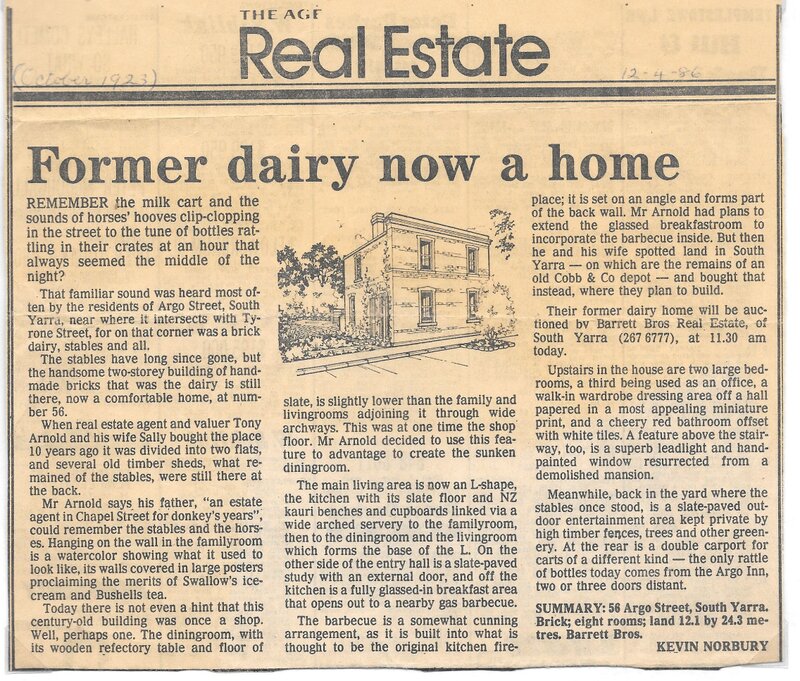 THE AGE
Real Estate
(October 1923)
12-4-86
Former dairy now a home
REMEMBER the milk cart and the
sounds of horses' hooves clip-clopping
in the street to the tune of bottles rat-
tling in their crates at an hour that
always seemed the middle of the
night?
That familiar sound was heard most of-
ten by the residents of Argo Street, South
Yarra, near where it intersects with Ty-
rone Street, for on that corner was a brick
dairy, stables and all.
The stables have long since gone, but
the handsome two-storey building of hand-
made bricks that was the dairy is still
there, now a comfortable home, at num-
ber 56.
When real estate agent and valuer Tony
Arnold and his wife Sally bought the place
10 years ago it was divided into two flats,
and several old timber sheds, what re-
mained of the stables, were still there at
the back.
Mr Arnold says his father, "an estate
agent in Chapel Street for donkey's years",
could remember the stables and the hors-
es. Hanging on the wall in the familyroom
is a watercolor showing what it used to
look like, its walls covered in large posters
proclaiming the merits of Swallow's ice-
cream and Bushells tea.
Today there is not even a hint that this
century-old building was once a shop.
Well, perhaps one. The diningroom, with
its wooden refectory table and floor of
slate, is slightly lower than the family and
livingrooms adjoining it through wide
archways. This was at one time the shop
floor. Mr Arnold decided to use this fea-
ture to advantage to create the sunken
diningroom.
The main living area is now an L-shape,
the kitchen with its slate floor and NZ
kauri benches and cupboards linked via a
wide arched servery to the familyroom,
then to the diningroom and the livingroom
which forms the base of the L. On the
other side of the entry hall is a slate-paved
study with an external door, and off the
kitchen is a fully glassed-in breakfast area
that opens out to a nearby gas barbecue.
The barbecue is a somewhat cunning
arrangement, as it is built into what is
thought to be the original kitchen fire-
place; it is set on an angle and forms part
of the back wall. Mr Arnold had plans to
extend the glassed breakfastroom to
incorporate the barbecue inside. But then
he and his wife spotted land in South
Yarra — on which are the remains of an
old Cobb & Co depot — and bought that
instead, where they plan to build.
Their former dairy home will be auc-
tioned by Barrett Bros Real Estate, of
South Yarra (267 6777), at 11.30 am
today.
Upstairs in the house are two large bed-
rooms, a third being used as an office, a
walk-in wardrobe dressing area off a hall
papered in a most appealing miniature
print, and a cheery red bathroom offset
with white tiles. A feature above the stair-
way, too, is a superb leadlight and hand-
painted window resurrected from a
demolished mansion.
Meanwhile, back in the yard where the
stables once stood, is a slate-paved out-
door entertainment area kept private by
high timber fences, trees and other green-
ery. At the rear is a double carport for
carts of a different kind — the only rattle
of bottles today comes from the Argo Inn,
two or three doors distant.
SUMMARY: 56 Argo Street, South Yarra.
Brick; eight rooms; land 12.1 by 24.3 me-
tres. Barrett Bros.
KEVIN NORBURY